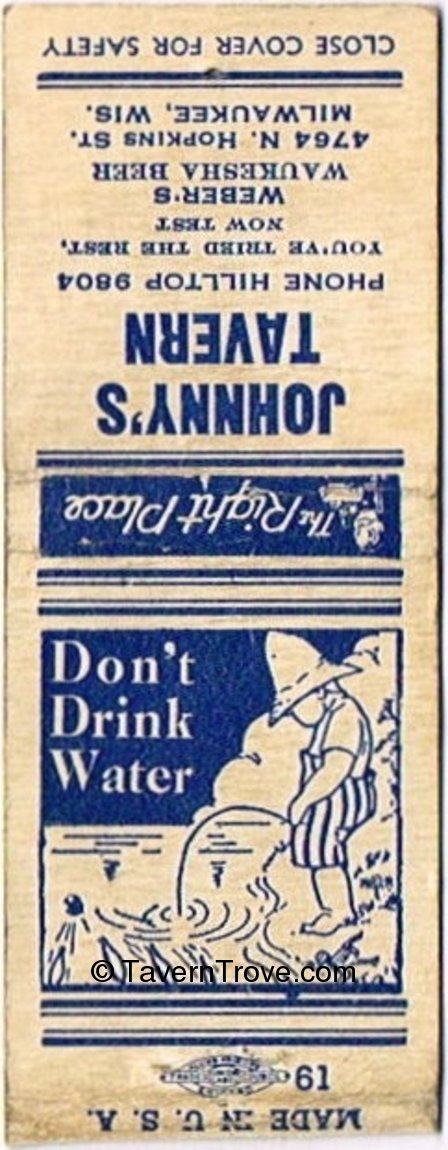 CLOSE COVER FOR SAFETY
JOHNNY'S
TAVERN
PHONE HILLTOP 9804
YOU'VE TRIED THE REST,
NOW TEST
WEBER'S
WAUKESHA BEER
4764 N. HOPKINS ST.
MILWAUKEE, WIS.
The Right Place
Don't
Drink
Water
© TavernTrove.com
61
MADE IN U. S. A.